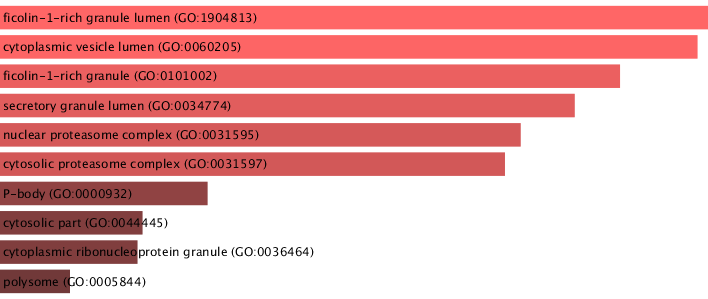 ficolin-1-rich granule lumen (GO:1904813)
cytoplasmic vesicle lumen (GO:0060205)
ficolin-1-rich granule (GO:0101002)
secretory granule lumen (GO:0034774)
nuclear proteasome complex (GO:0031595)
cytosolic proteasome complex (GO:0031597)
P-body (GO:0000932)
cytosolic part (GO:0044445)
cytoplasmic ribonucleoprotein granule (GO:0036464)
polysome (GO:0005844)